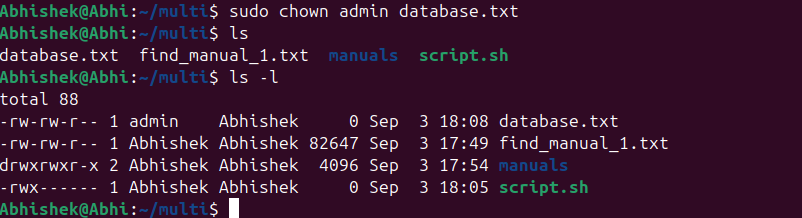 Abhishek@Abhi:~/multi$ sudo chown admin database.txt
Abhishek@Abhi:~/multi$ ls
database.txt  find_manual_1.txt  manuals  script.sh
Abhishek@Abhi:~/multi$ ls -l
total 88
-rw-rw-r-- 1 admin    Abhishek     0 Sep  3 18:08 database.txt
-rw-rw-r-- 1 Abhishek Abhishek 82647 Sep  3 17:49 find_manual_1.txt
drwxrwxr-x 2 Abhishek Abhishek  4096 Sep  3 17:54 manuals
-rwx------ 1 Abhishek Abhishek     0 Sep  3 18:05 script.sh
Abhishek@Abhi:~/multi$